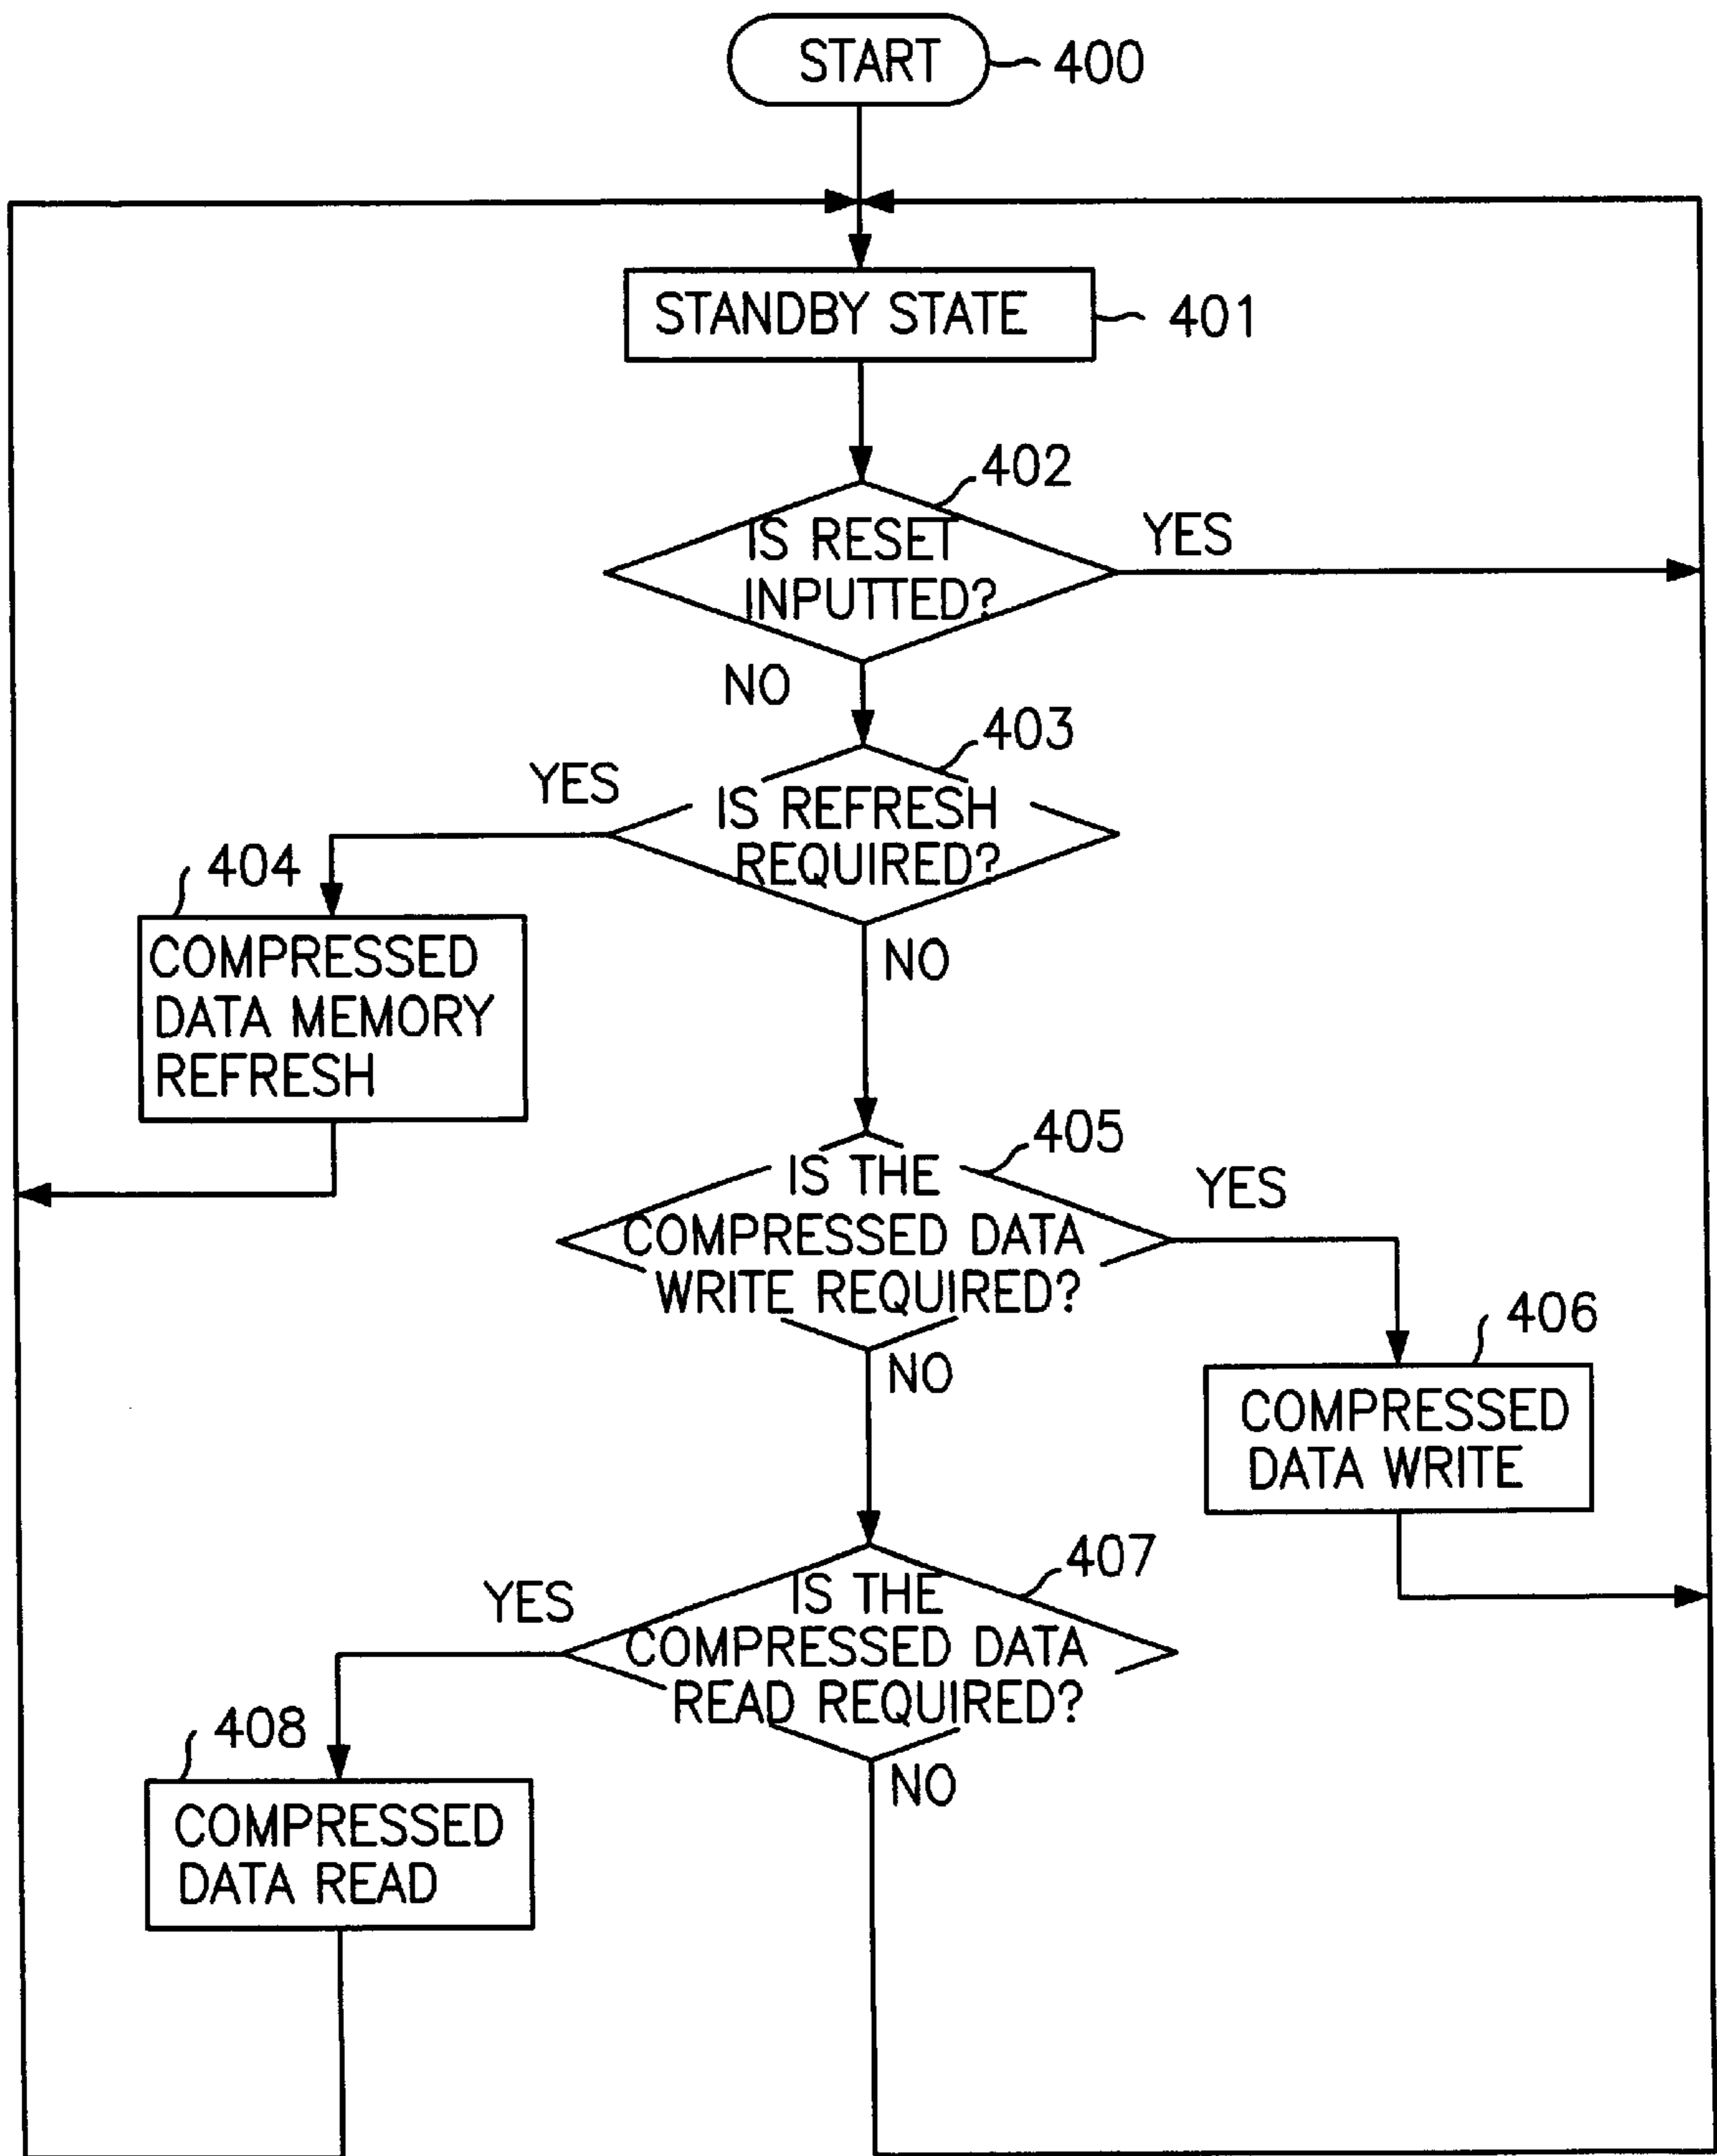 START
400
STANDBY STATE
401
402
IS RESET
INPUTTED?
YES
NO
403
YES
IS REFRESH
REQUIRED?
404
COMPRESSED
DATA MEMORY
REFRESH
NO
405
IS THE
COMPRESSED DATA
WRITE REQUIRED?
YES
406
COMPRESSED
DATA WRITE
NO
407
YES
IS THE
COMPRESSED DATA
READ REQUIRED?
408
COMPRESSED
DATA READ
NO